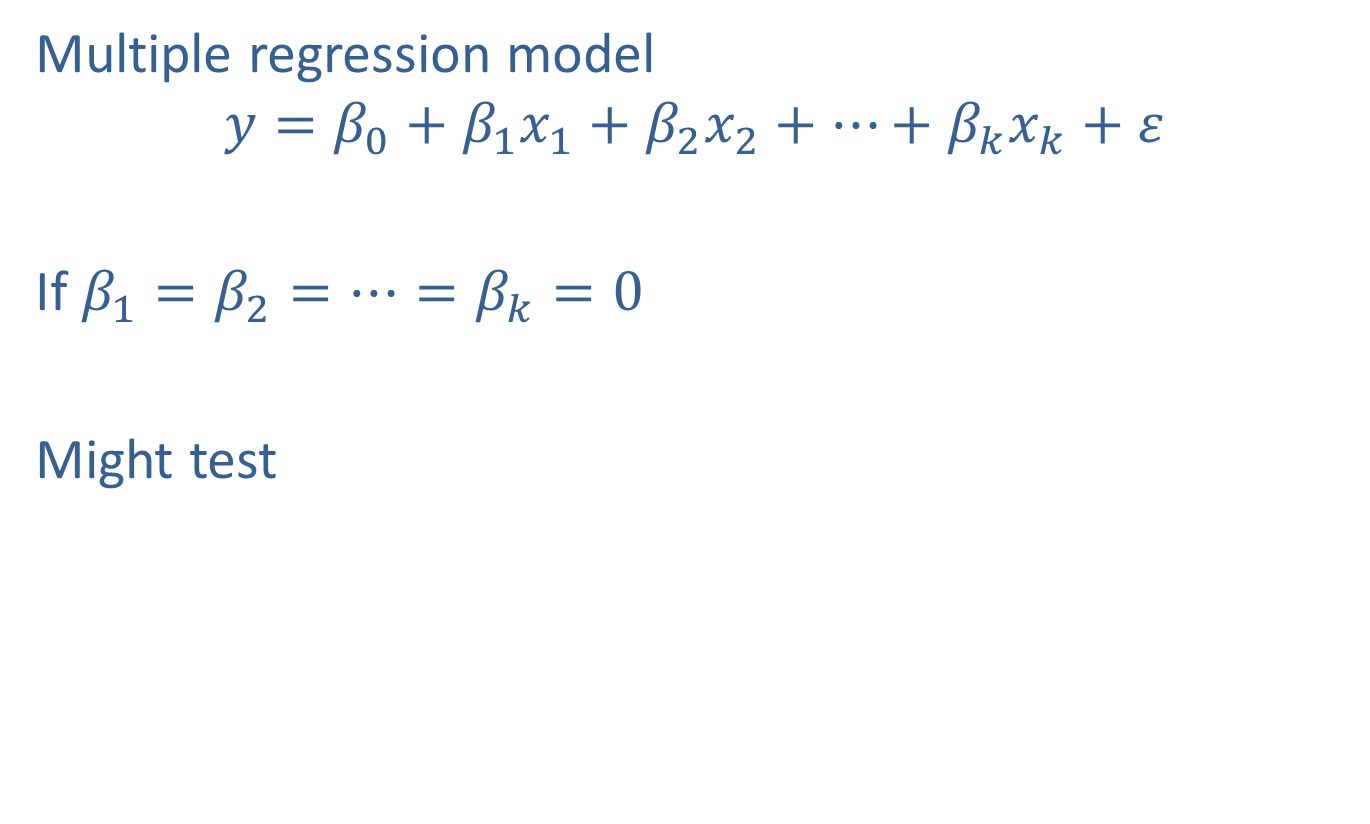 Multiple regression model
y = β₀ + β₁x₁ + β₂x₂ + ⋯ + βₖxₖ + ε
If β₁ = β₂ = ⋯ = βₖ = 0
Might test